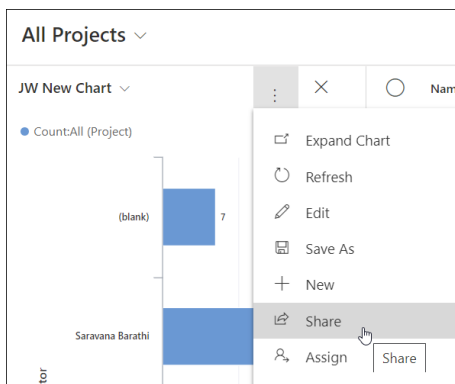 All Projects
JW New Chart
Nam
Count:All (Project)
Expand Chart
Refresh
(blank)
7
Edit
Save As
New
Share
Saravana Barathi
Assign
Share
tor